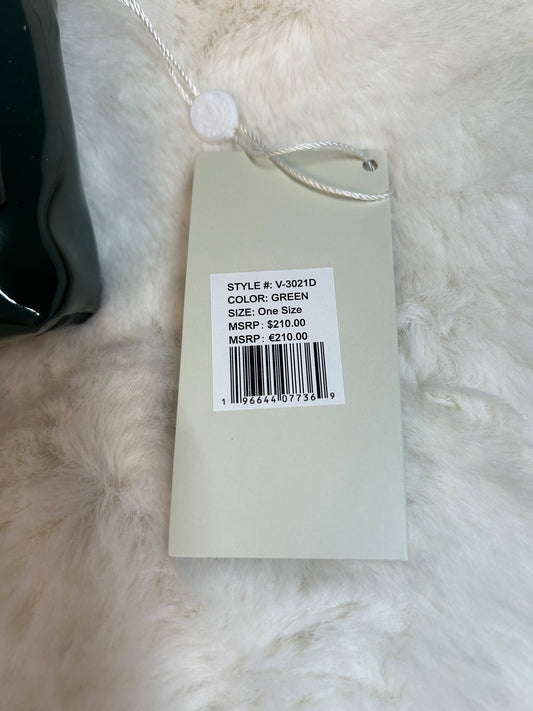 STYLE #: V-3021D
COLOR: GREEN
SIZE: One Size
MSRP: $210.00
MSRP: €210.00
1 96644 07736 9